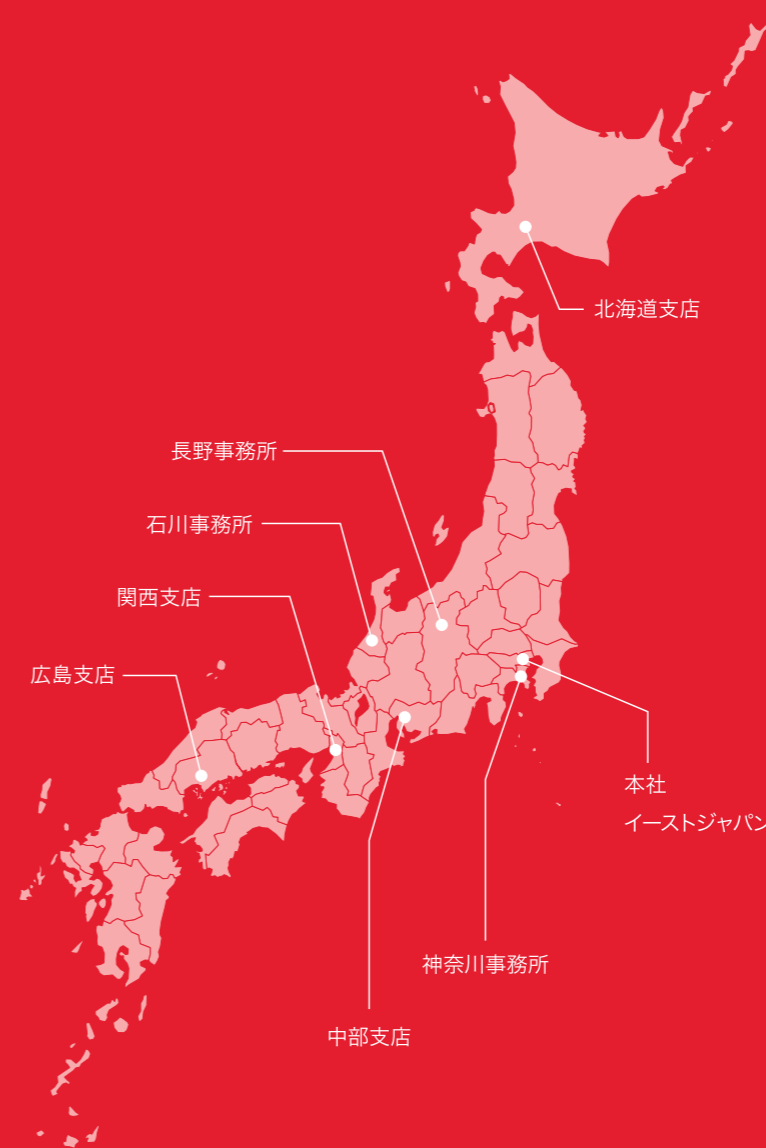 北海道支店
長野事務所
石川事務所
関西支店
広島支店
本社
イーストジャパン
神奈川事務所
中部支店